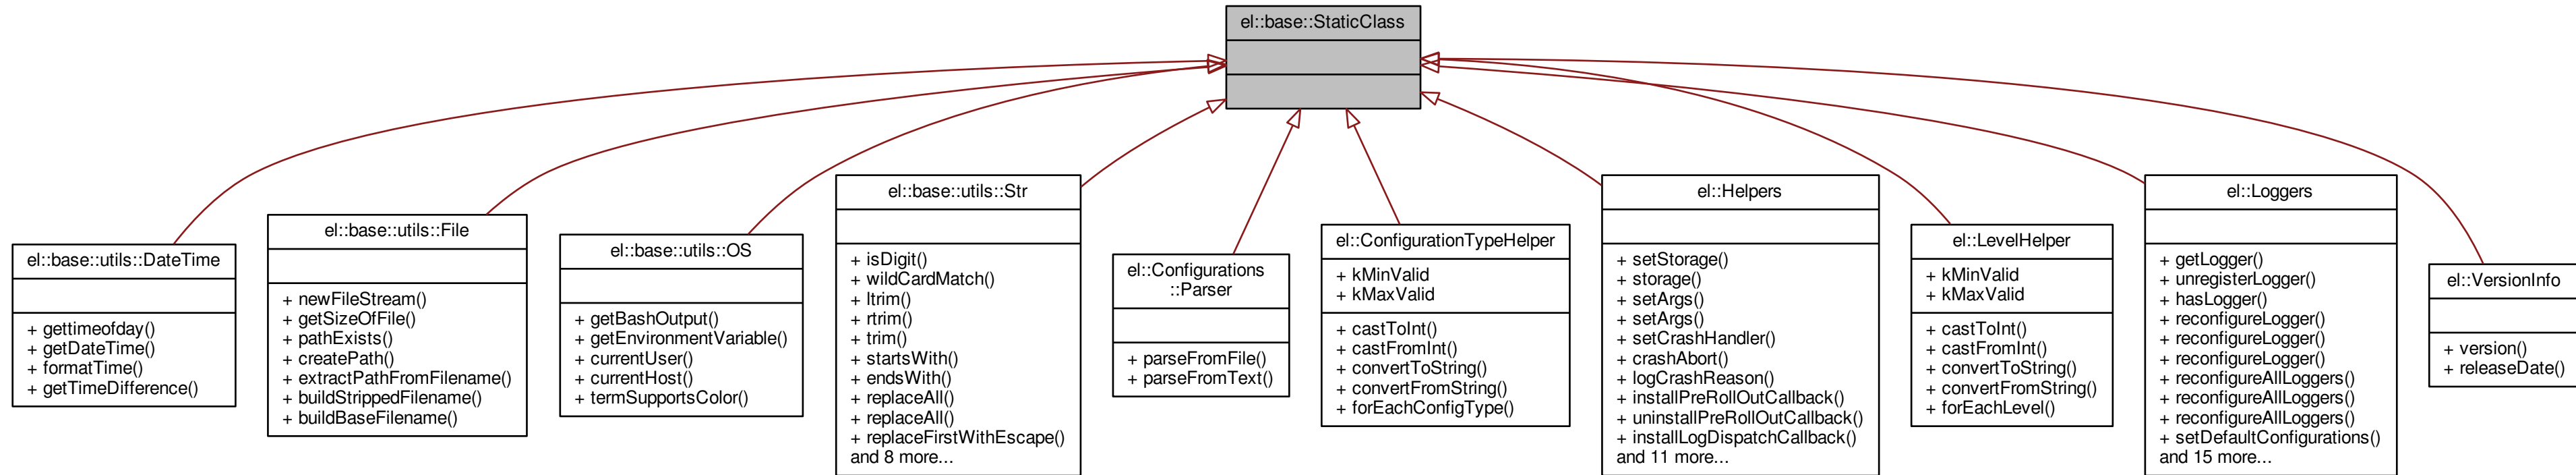 el::base::StaticClass
el::base::utils::DateTime
+ gettimeofday()
+ getDateTime()
+ formatTime()
+ getTimeDifference()
el::base::utils::File
+ newFileStream()
+ getSizeOfFile()
+ pathExists()
+ createPath()
+ extractPathFromFilename()
+ buildStrippedFilename()
+ buildBaseFilename()
el::base::utils::OS
+ getBashOutput()
+ getEnvironmentVariable()
+ currentUser()
+ currentHost()
+ termSupportsColor()
el::base::utils::Str
+ isDigit()
+ wildCardMatch()
+ ltrim()
+ rtrim()
+ trim()
+ startsWith()
+ endsWith()
+ replaceAll()
+ replaceAll()
+ replaceFirstWithEscape()
and 8 more...
el::Configurations
::Parser
+ parseFromFile()
+ parseFromText()
el::ConfigurationTypeHelper
+ kMinValid
+ kMaxValid
+ castToInt()
+ castFromInt()
+ convertToString()
+ convertFromString()
+ forEachConfigType()
el::Helpers
+ setStorage()
+ storage()
+ setArgs()
+ setArgs()
+ setCrashHandler()
+ crashAbort()
+ logCrashReason()
+ installPreRollOutCallback()
+ uninstallPreRollOutCallback()
+ installLogDispatchCallback()
and 11 more...
el::LevelHelper
+ kMinValid
+ kMaxValid
+ castToInt()
+ castFromInt()
+ convertToString()
+ convertFromString()
+ forEachLevel()
el::Loggers
+ getLogger()
+ unregisterLogger()
+ hasLogger()
+ reconfigureLogger()
+ reconfigureLogger()
+ reconfigureLogger()
+ reconfigureAllLoggers()
+ reconfigureAllLoggers()
+ reconfigureAllLoggers()
+ setDefaultConfigurations()
and 15 more...
el::VersionInfo
+ version()
+ releaseDate()